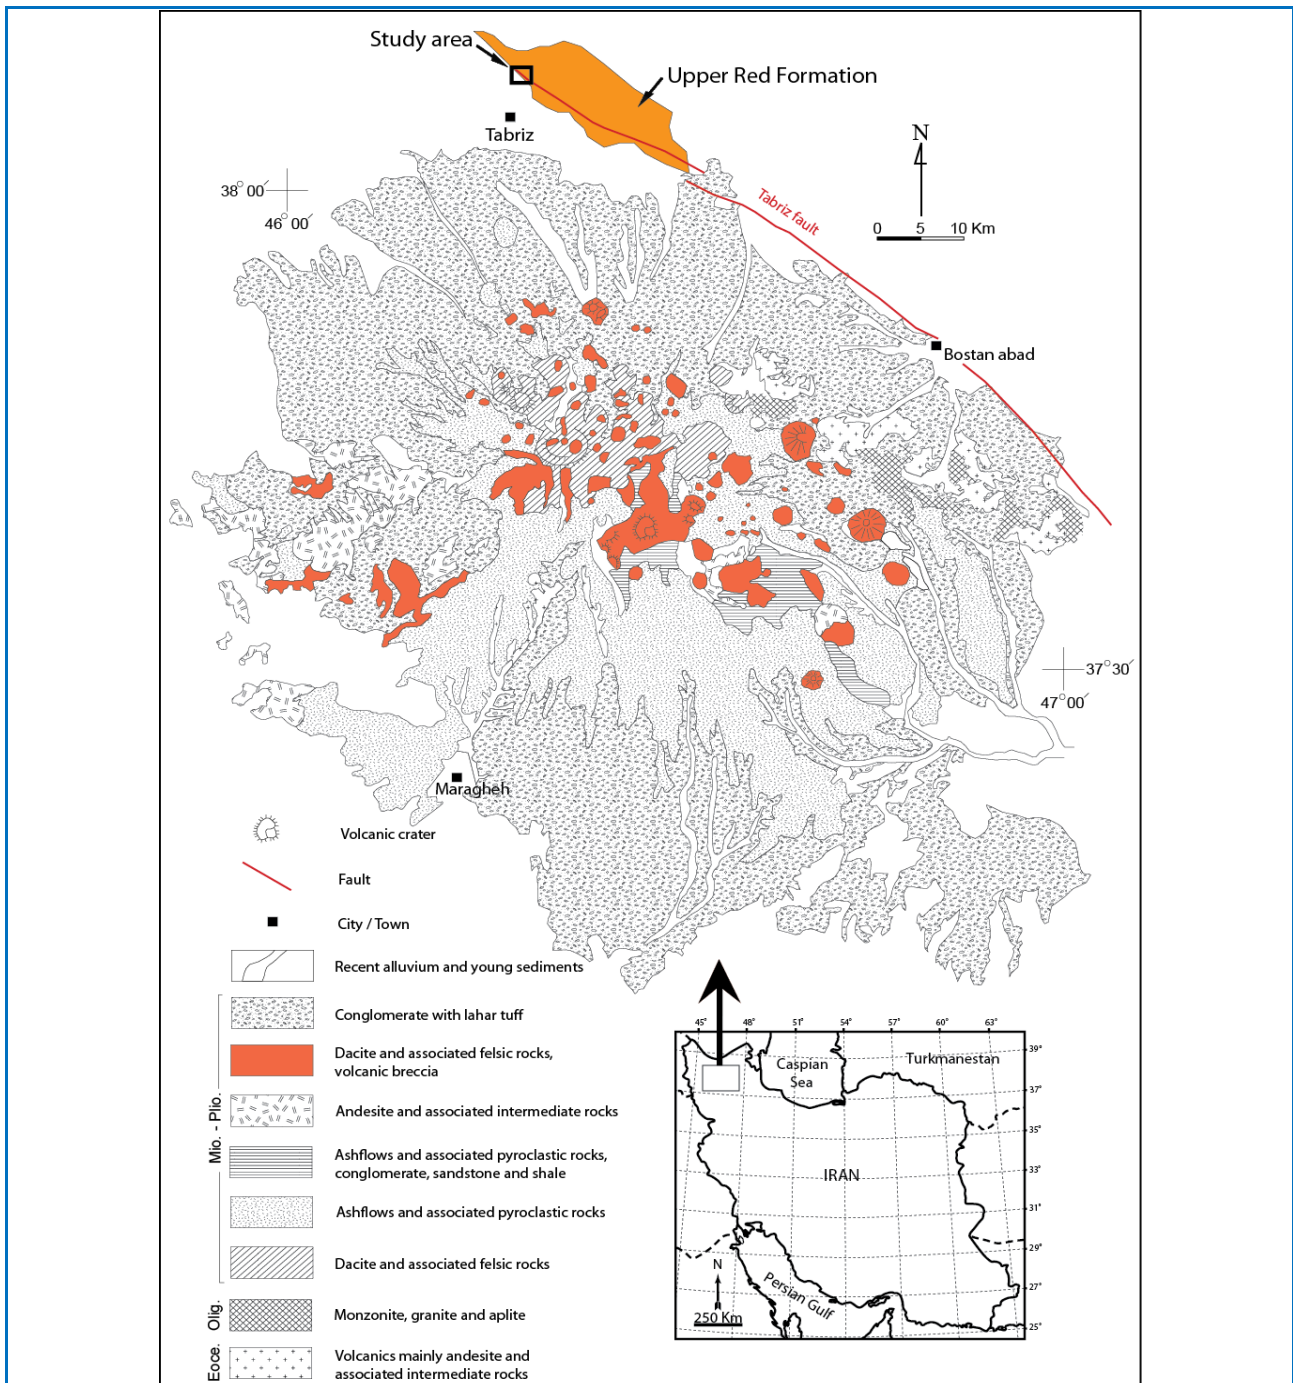 Study area
Upper Red Formation
Tabriz
N
38° 00′
46° 00′
Tabriz fault
0 5 10 Km
Bostan abad
37° 30′
47° 00′
Maragheh
Volcanic crater
Fault
City / Town
Recent alluvium and young sediments
Conglomerate with lahar tuff
Dacite and associated felsic rocks,
volcanic breccia
Andesite and associated intermediate rocks
Ashflows and associated pyroclastic rocks,
conglomerate, sandstone and shale
Ashflows and associated pyroclastic rocks
Dacite and associated felsic rocks
Mio. - Plio.
Monzonite, granite and aplite
Olig.
Volcanics mainly andesite and
associated intermediate rocks
Eoce.
45° 48° 51° 54° 57° 60° 63°
Caspian
Sea
Turkmanestan
39°
37°
35°
33°
31°
29°
27°
25°
IRAN
Persian Gulf
N
250 Km